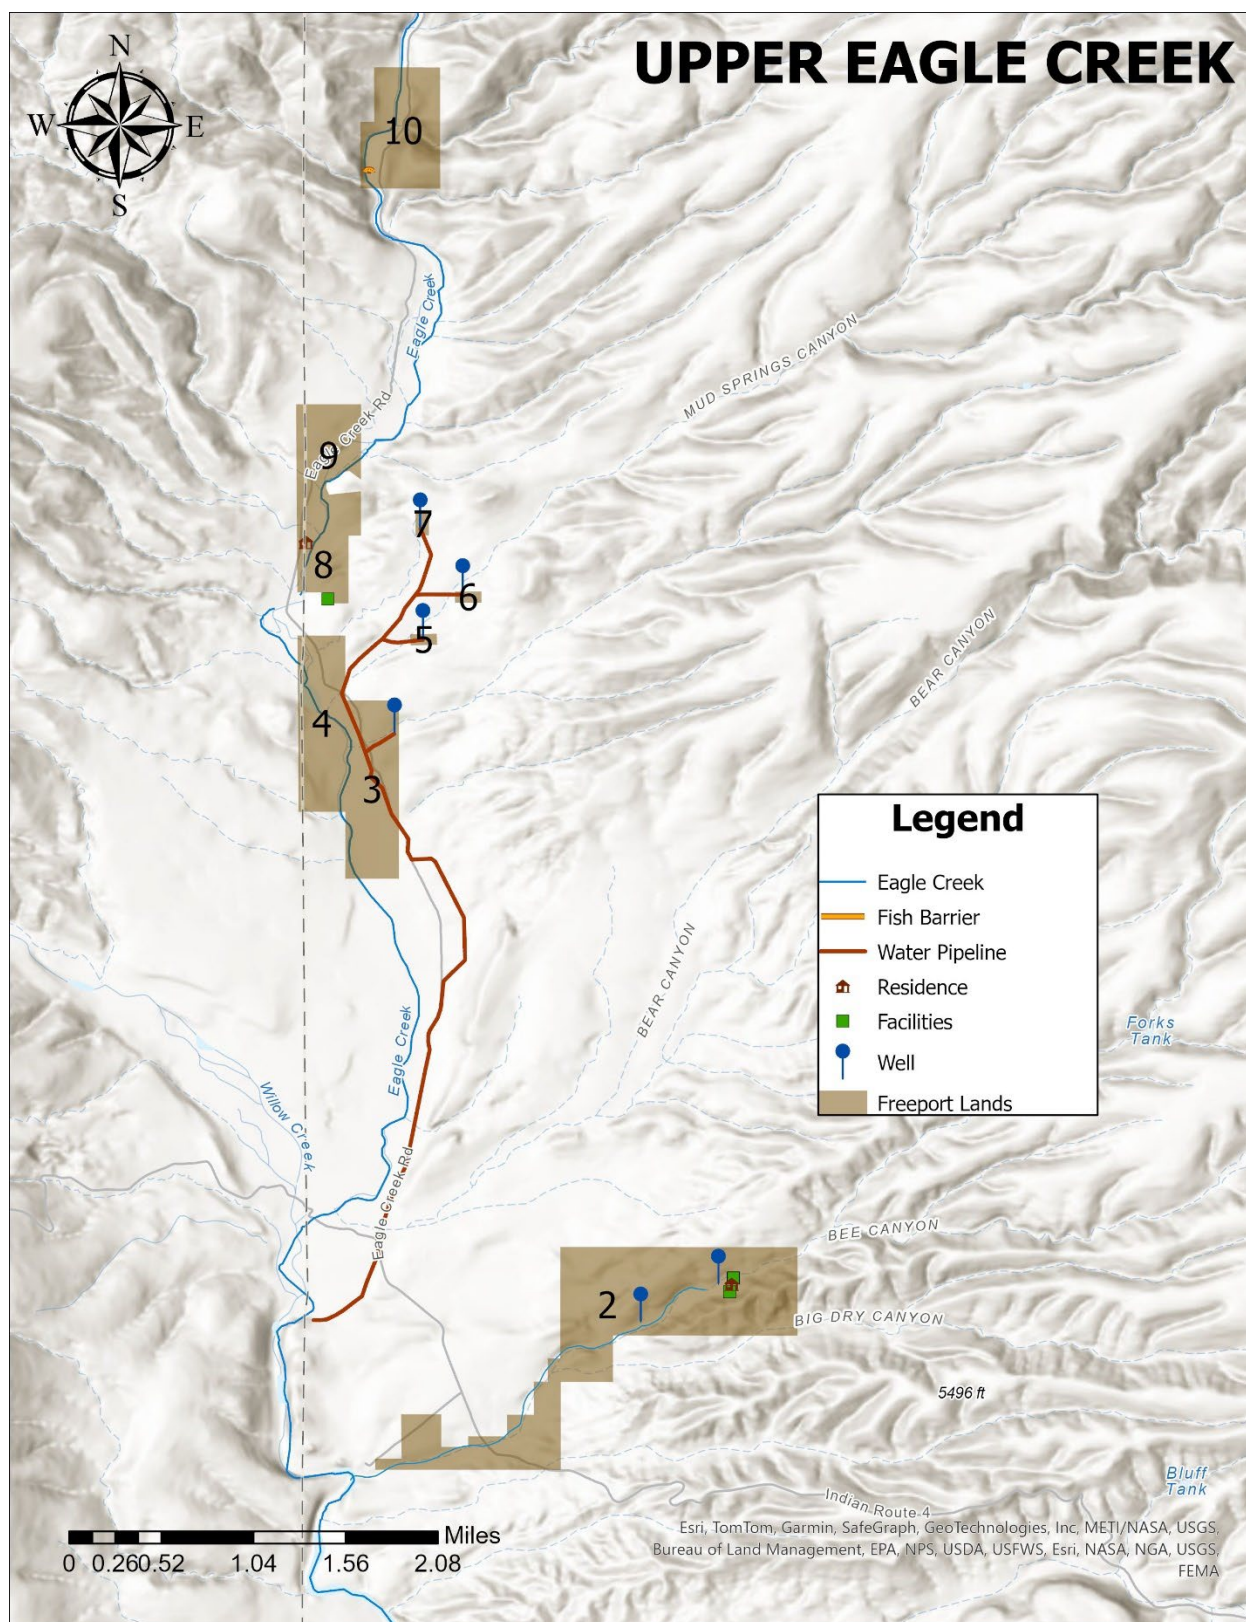 UPPER EAGLE CREEK
N
W
E
S
10
Eagle Creek
MUD SPRINGS CANYON
Eagle Creek Rd
9
7
8
6
5
BEAR CANYON
4
3
Legend
Eagle Creek
Fish Barrier
Water Pipeline
Residence
Facilities
Well
Freeport Lands
BEAR CANYON
Forks
Tank
Eagle Creek
Willow Creek
Eagle Creek Rd
BEE CANYON
2
BIG DRY CANYON
5496 ft
Bluff
Tank
Indian Route 4
Miles
0 0.26 0.52 1.04 1.56 2.08
Esri, TomTom, Garmin, SafeGraph, GeoTechnologies, Inc, METI/NASA, USGS,
Bureau of Land Management, EPA, NPS, USDA, USFWS, Esri, NASA, NGA, USGS,
FEMA